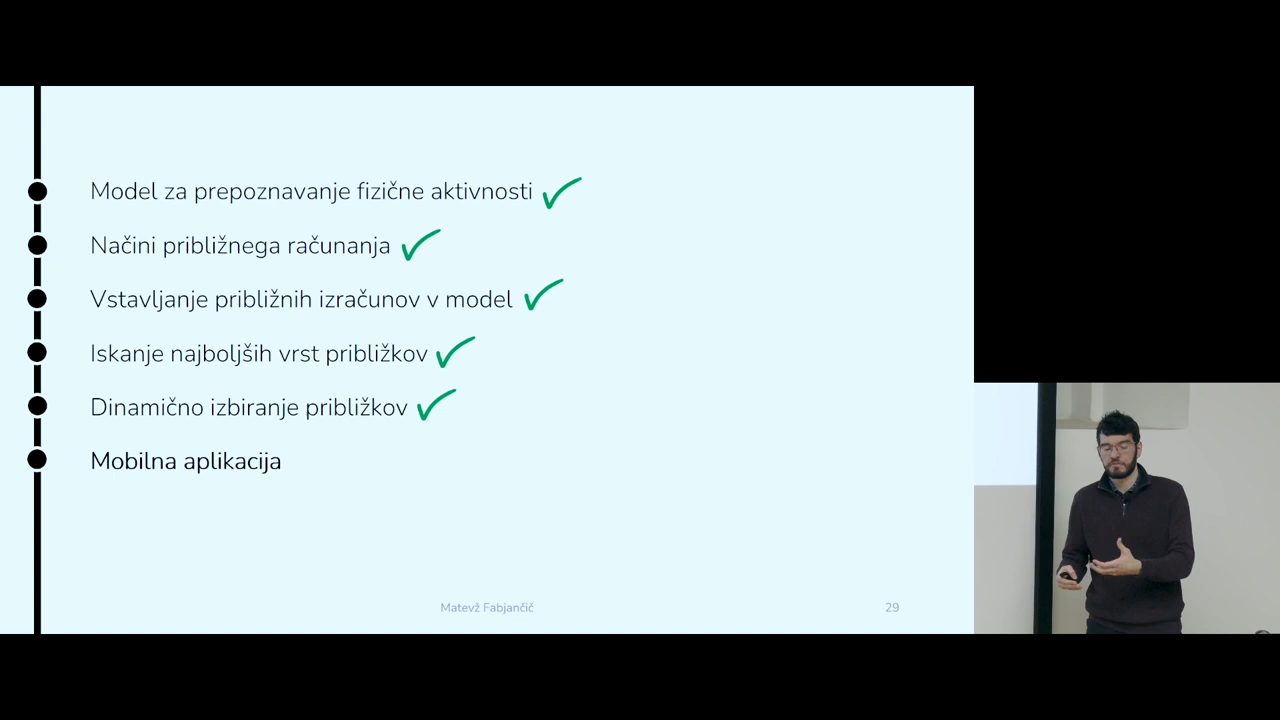 Model za prepoznavanje fizične aktivnosti
Načini približnega računanja
Vstavljanje približnih izračunov v model
Iskanje najboljših vrst približkov
Dinamično izbiranje približkov
Mobilna aplikacija
Matevž Fabjančič
29